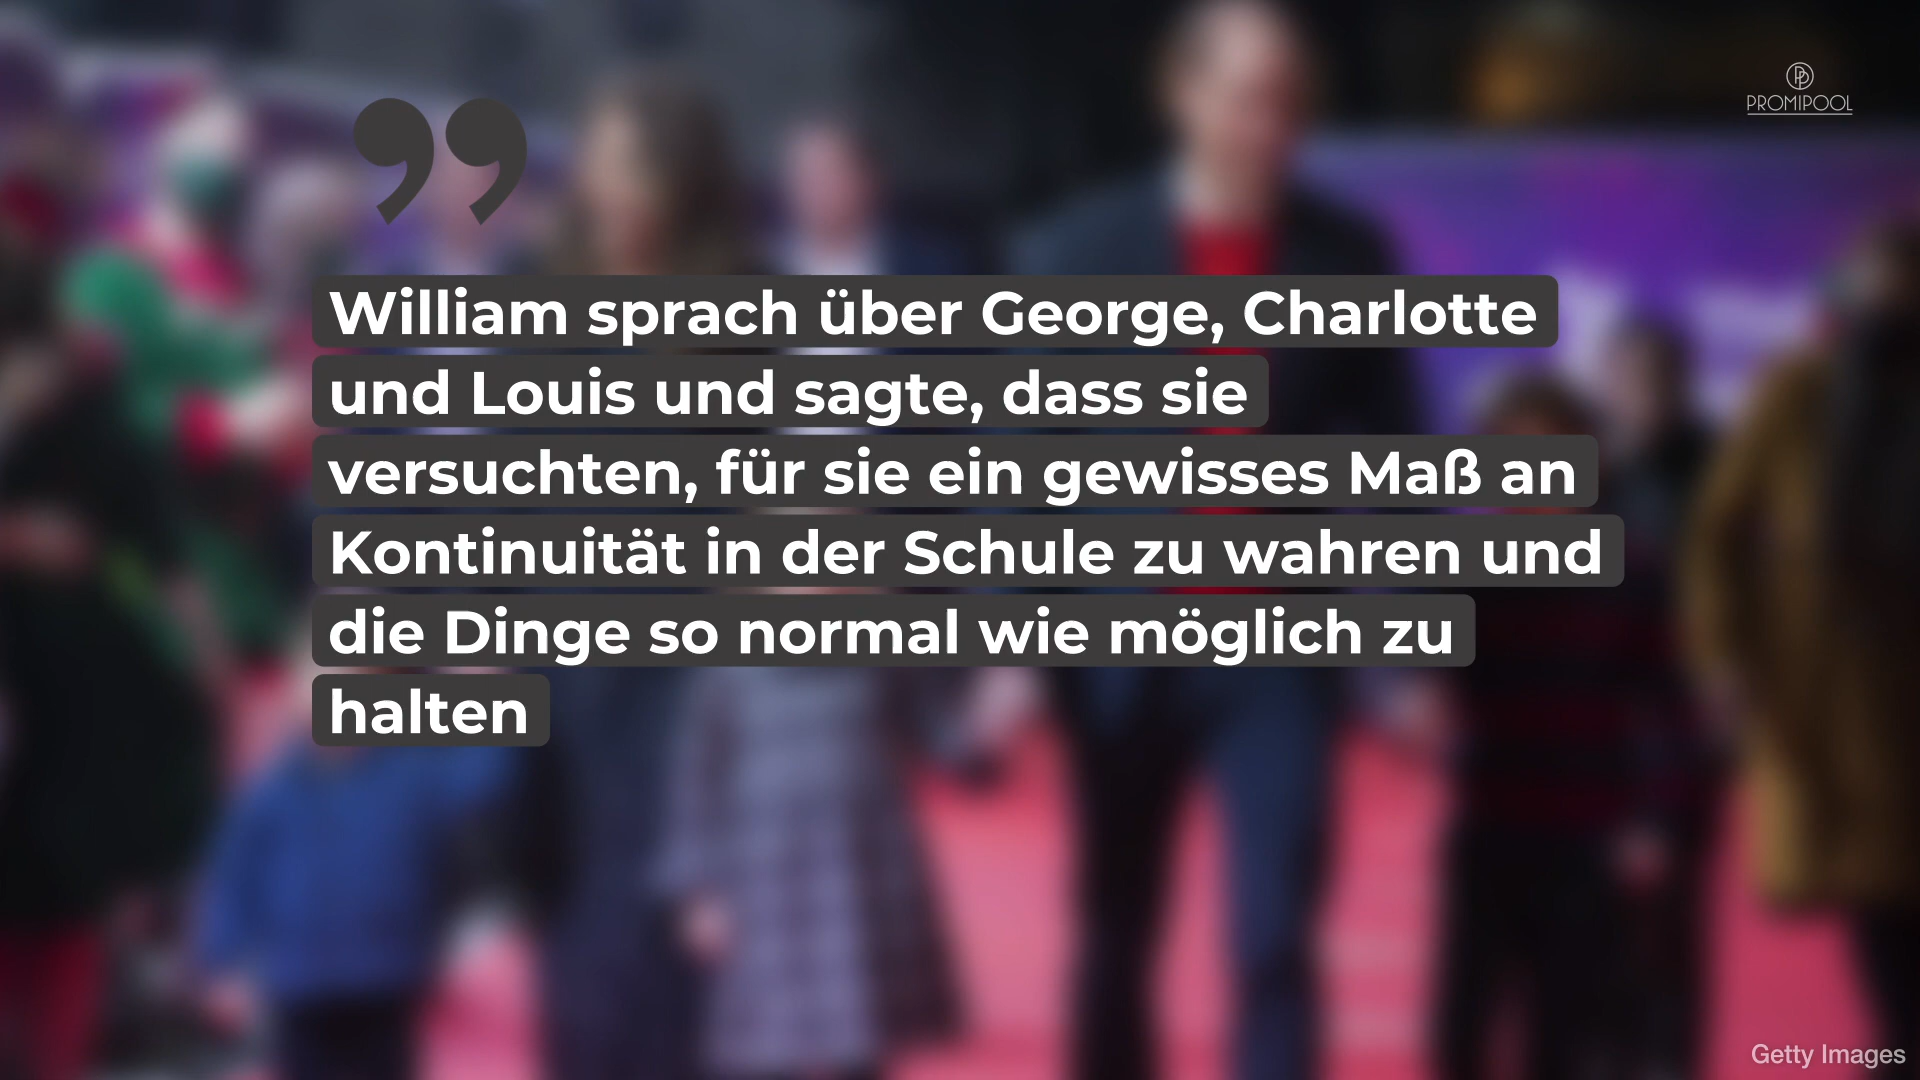 PROMIPOOL
”
William sprach über George, Charlotte
und Louis und sagte, dass sie
versuchten, für sie ein gewisses Maß an
Kontinuität in der Schule zu wahren und
die Dinge so normal wie möglich zu
halten
Getty Images